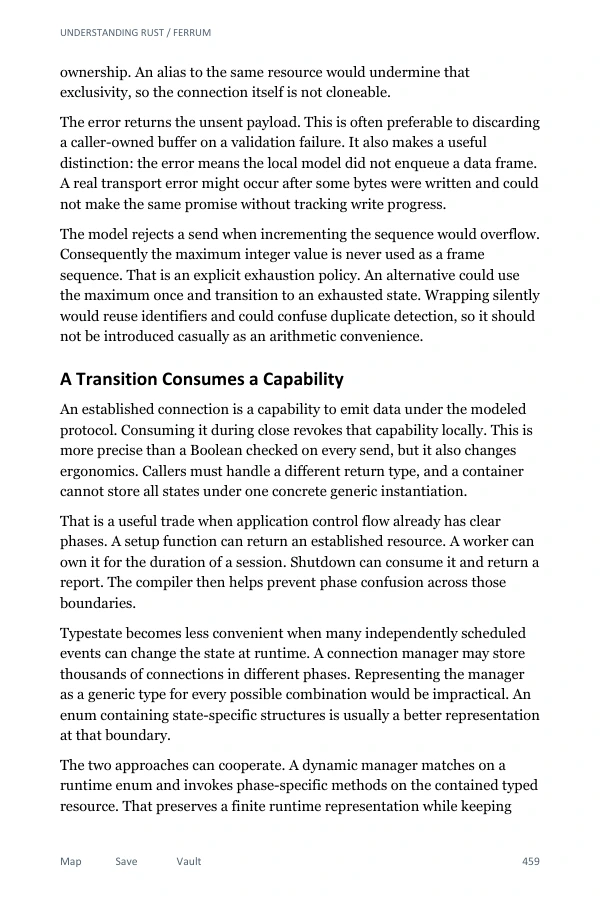 UNDERSTANDING RUST / FERRUM
ownership. An alias to the same resource would undermine that
exclusivity, so the connection itself is not cloneable.
The error returns the unsent payload. This is often preferable to discarding
a caller-owned buffer on a validation failure. It also makes a useful
distinction: the error means the local model did not enqueue a data frame.
A real transport error might occur after some bytes were written and could
not make the same promise without tracking write progress.
The model rejects a send when incrementing the sequence would overflow.
Consequently the maximum integer value is never used as a frame
sequence. That is an explicit exhaustion policy. An alternative could use
the maximum once and transition to an exhausted state. Wrapping silently
would reuse identifiers and could confuse duplicate detection, so it should
not be introduced casually as an arithmetic convenience.
A Transition Consumes a Capability
An established connection is a capability to emit data under the modeled
protocol. Consuming it during close revokes that capability locally. This is
more precise than a Boolean checked on every send, but it also changes
ergonomics. Callers must handle a different return type, and a container
cannot store all states under one concrete generic instantiation.
That is a useful trade when application control flow already has clear
phases. A setup function can return an established resource. A worker can
own it for the duration of a session. Shutdown can consume it and return a
report. The compiler then helps prevent phase confusion across those
boundaries.
Typestate becomes less convenient when many independently scheduled
events can change the state at runtime. A connection manager may store
thousands of connections in different phases. Representing the manager
as a generic type for every possible combination would be impractical. An
enum containing state-specific structures is usually a better representation
at that boundary.
The two approaches can cooperate. A dynamic manager matches on a
runtime enum and invokes phase-specific methods on the contained typed
resource. That preserves a finite runtime representation while keeping
Map Save Vault 459